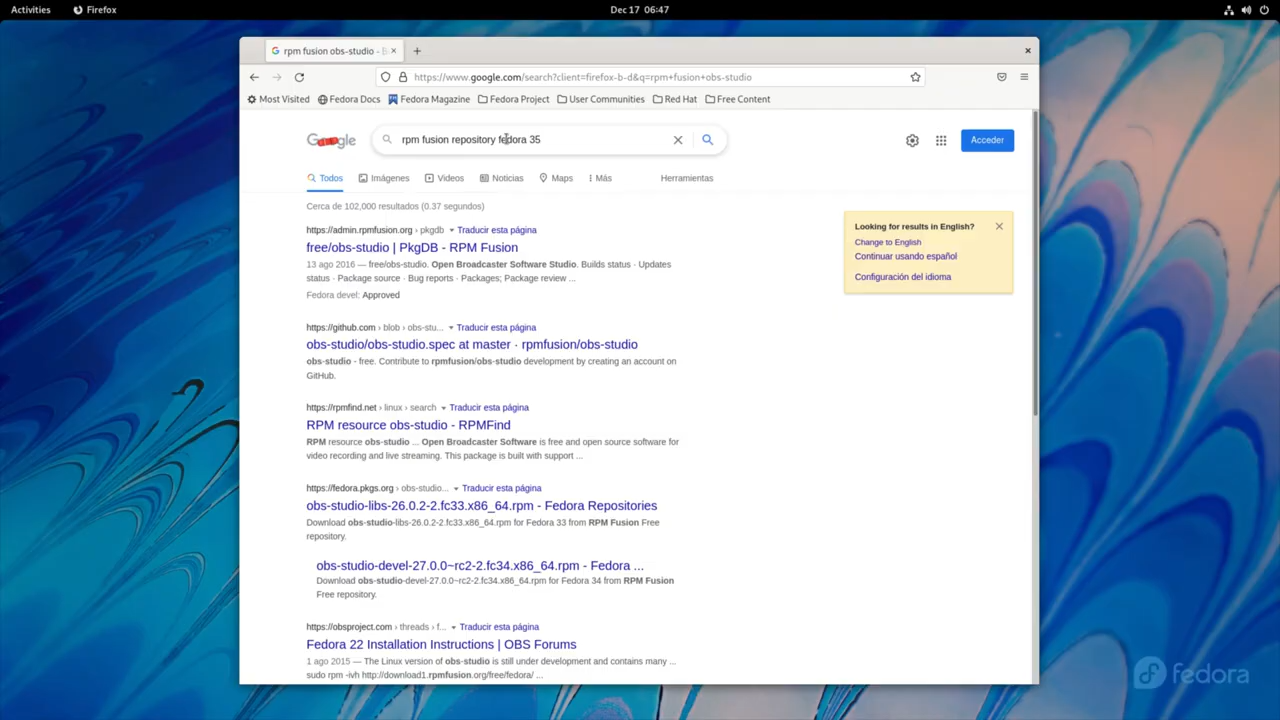 Activities
Firefox
Dec 17 06:47
rpm fusion obs-studio - B
https://www.google.com/search?client=firefox-b-d&q=rpm+fusion+obs-studio
Most Visited
Fedora Docs
Fedora Magazine
Fedora Project
User Communities
Red Hat
Free Content
Google
rpm fusion repository fedora 35
Acceder
Todos
Imágenes
Videos
Noticias
Maps
Más
Herramientas
Cerca de 102,000 resultados (0.37 segundos)
https://admin.rpmfusion.org › pkgdb
Traducir esta página
free/obs-studio | PkgDB - RPM Fusion
13 ago 2016 — free/obs-studio. Open Broadcaster Software Studio. Builds status · Updates
status · Package source · Bug reports · Packages; Package review ...
Fedora devel: Approved
https://github.com › blob › obs-stu...
Traducir esta página
obs-studio/obs-studio.spec at master · rpmfusion/obs-studio
obs-studio - free. Contribute to rpmfusion/obs-studio development by creating an account on
GitHub.
https://rpmfind.net › linux › search
Traducir esta página
RPM resource obs-studio - RPMFind
RPM resource obs-studio ... Open Broadcaster Software is free and open source software for
video recording and live streaming. This package is built with support ...
https://fedora.pkgs.org › obs-studio...
Traducir esta página
obs-studio-libs-26.0.2-2.fc33.x86_64.rpm - Fedora Repositories
Download obs-studio-libs-26.0.2-2.fc33.x86_64.rpm for Fedora 33 from RPM Fusion Free
repository.
obs-studio-devel-27.0.0~rc2-2.fc34.x86_64.rpm - Fedora ...
Download obs-studio-devel-27.0.0~rc2-2.fc34.x86_64.rpm for Fedora 34 from RPM Fusion
Free repository.
https://obsproject.com › threads › f...
Traducir esta página
Fedora 22 Installation Instructions | OBS Forums
1 ago 2015 — The Linux version of obs-studio is still under development and contains many ...
sudo rpm -ivh http://download1.rpmfusion.org/free/fedora/ ...
Looking for results in English?
Change to English
Continuar usando español
Configuración del idioma
fedora